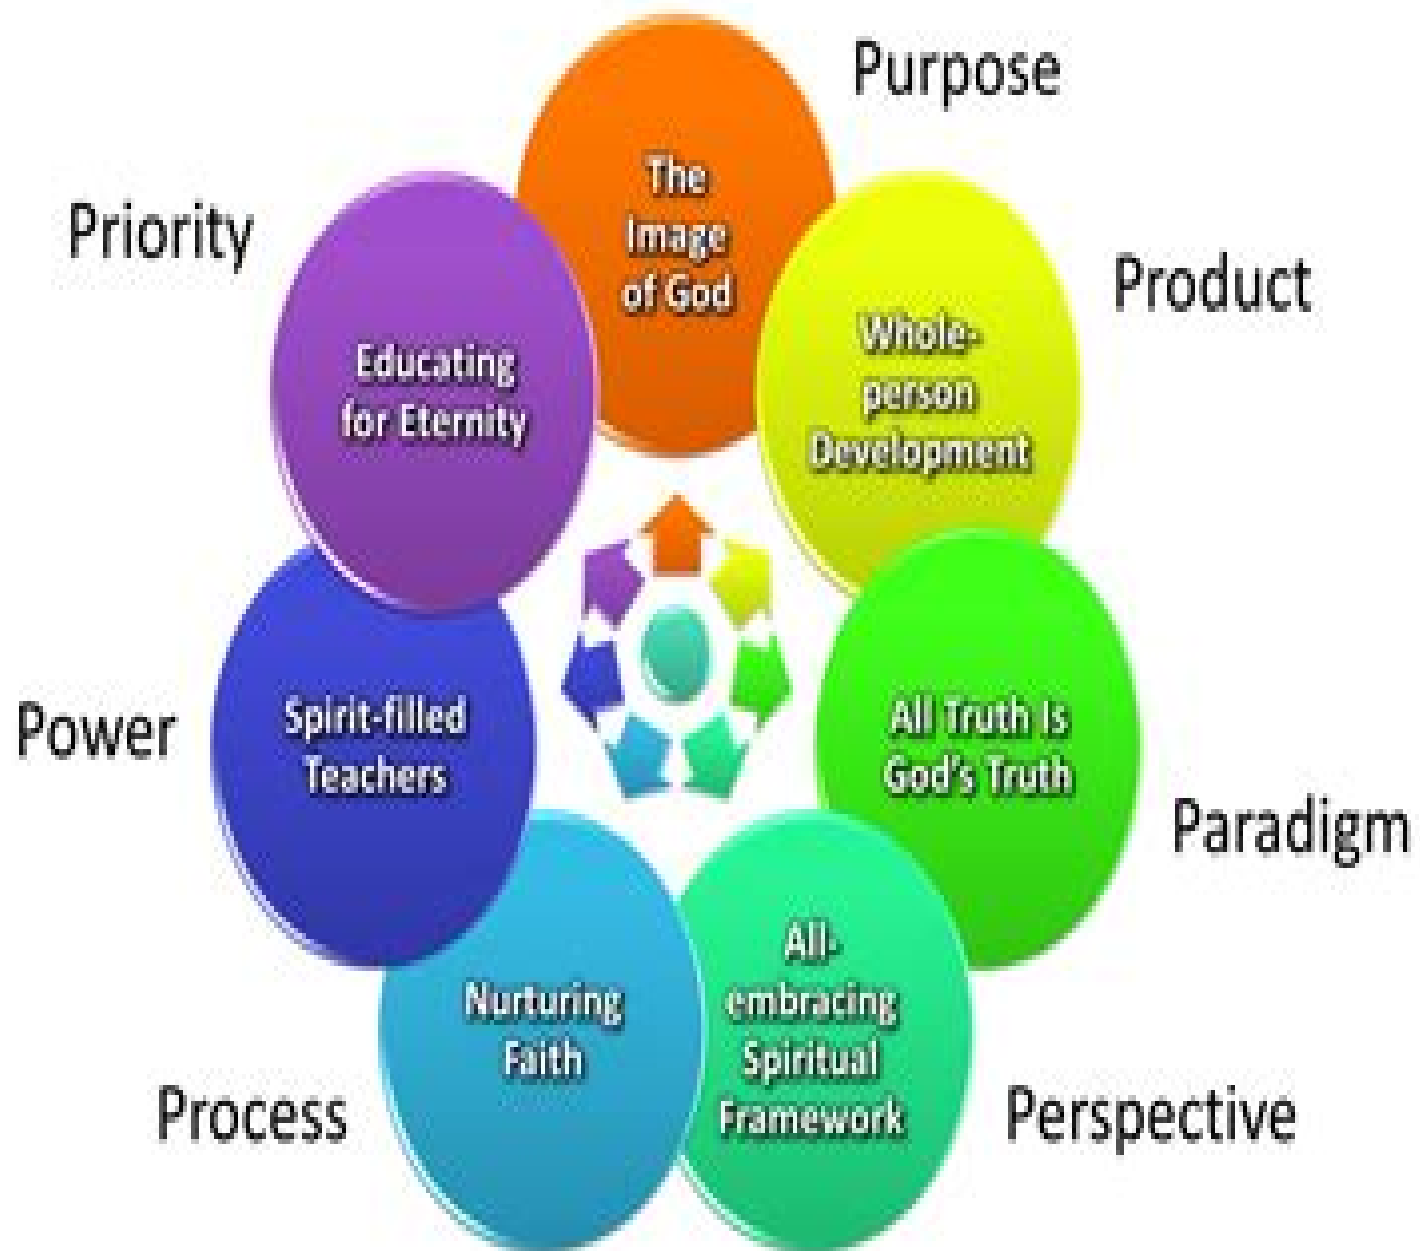 Purpose
The
Image
of God
Product
Whole-
person
Development
Paradigm
All Truth Is
God's Truth
Perspective
All-
embracing
Spiritual
Framework
Process
Nurturing
Faith
Power
Spirit-filled
Teachers
Priority
Educating
for Eternity